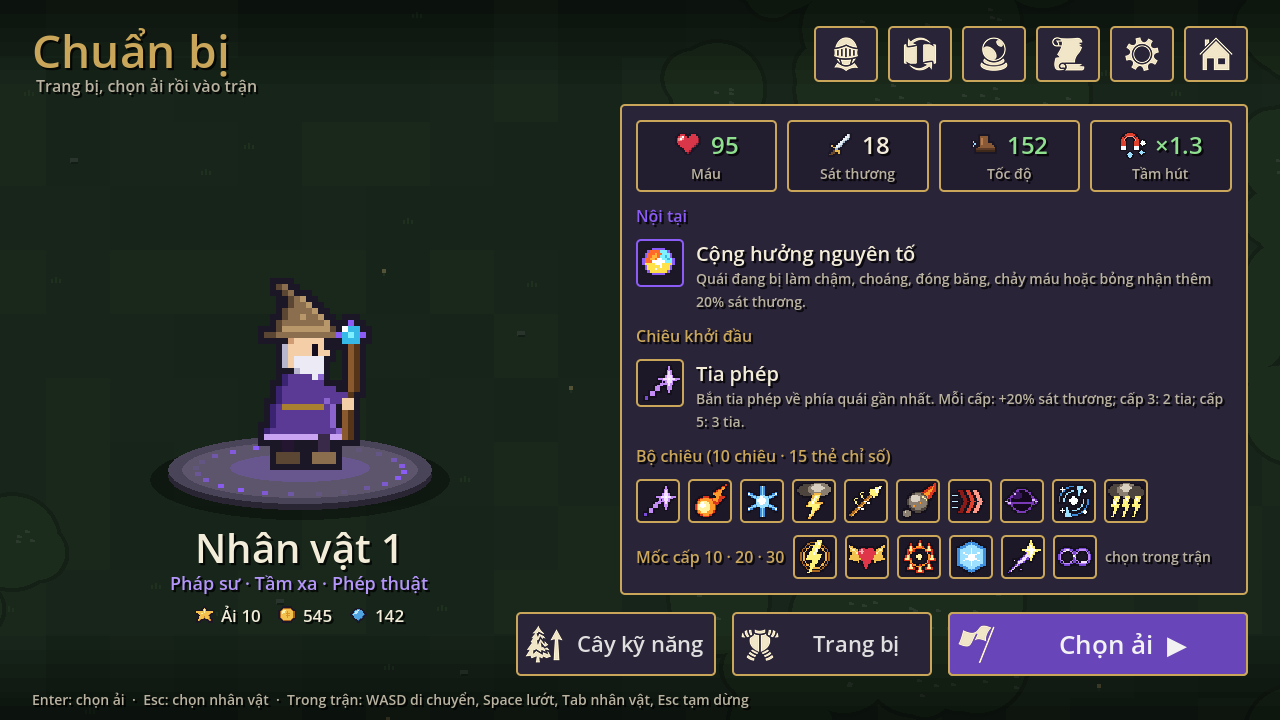 Chuẩn bị
Trang bị, chọn ải rồi vào trận
95
Máu
18
Sát thương
152
Tốc độ
×1.3
Tầm hút
Nội tại
Cộng hưởng nguyên tố
Quái đang bị làm chậm, choáng, đóng băng, chảy máu hoặc bỏng nhận thêm
20% sát thương.
Chiêu khởi đầu
Tia phép
Bắn tia phép về phía quái gần nhất. Mỗi cấp: +20% sát thương; cấp 3: 2 tia; cấp
5: 3 tia.
Bộ chiêu (10 chiêu · 15 thẻ chỉ số)
Mốc cấp 10 · 20 · 30
chọn trong trận
Nhân vật 1
Pháp sư · Tầm xa · Phép thuật
Ải 10 545 142
Cây kỹ năng
Trang bị
Chọn ải ▶
Enter: chọn ải · Esc: chọn nhân vật · Trong trận: WASD di chuyển, Space lướt, Tab nhân vật, Esc tạm dừng